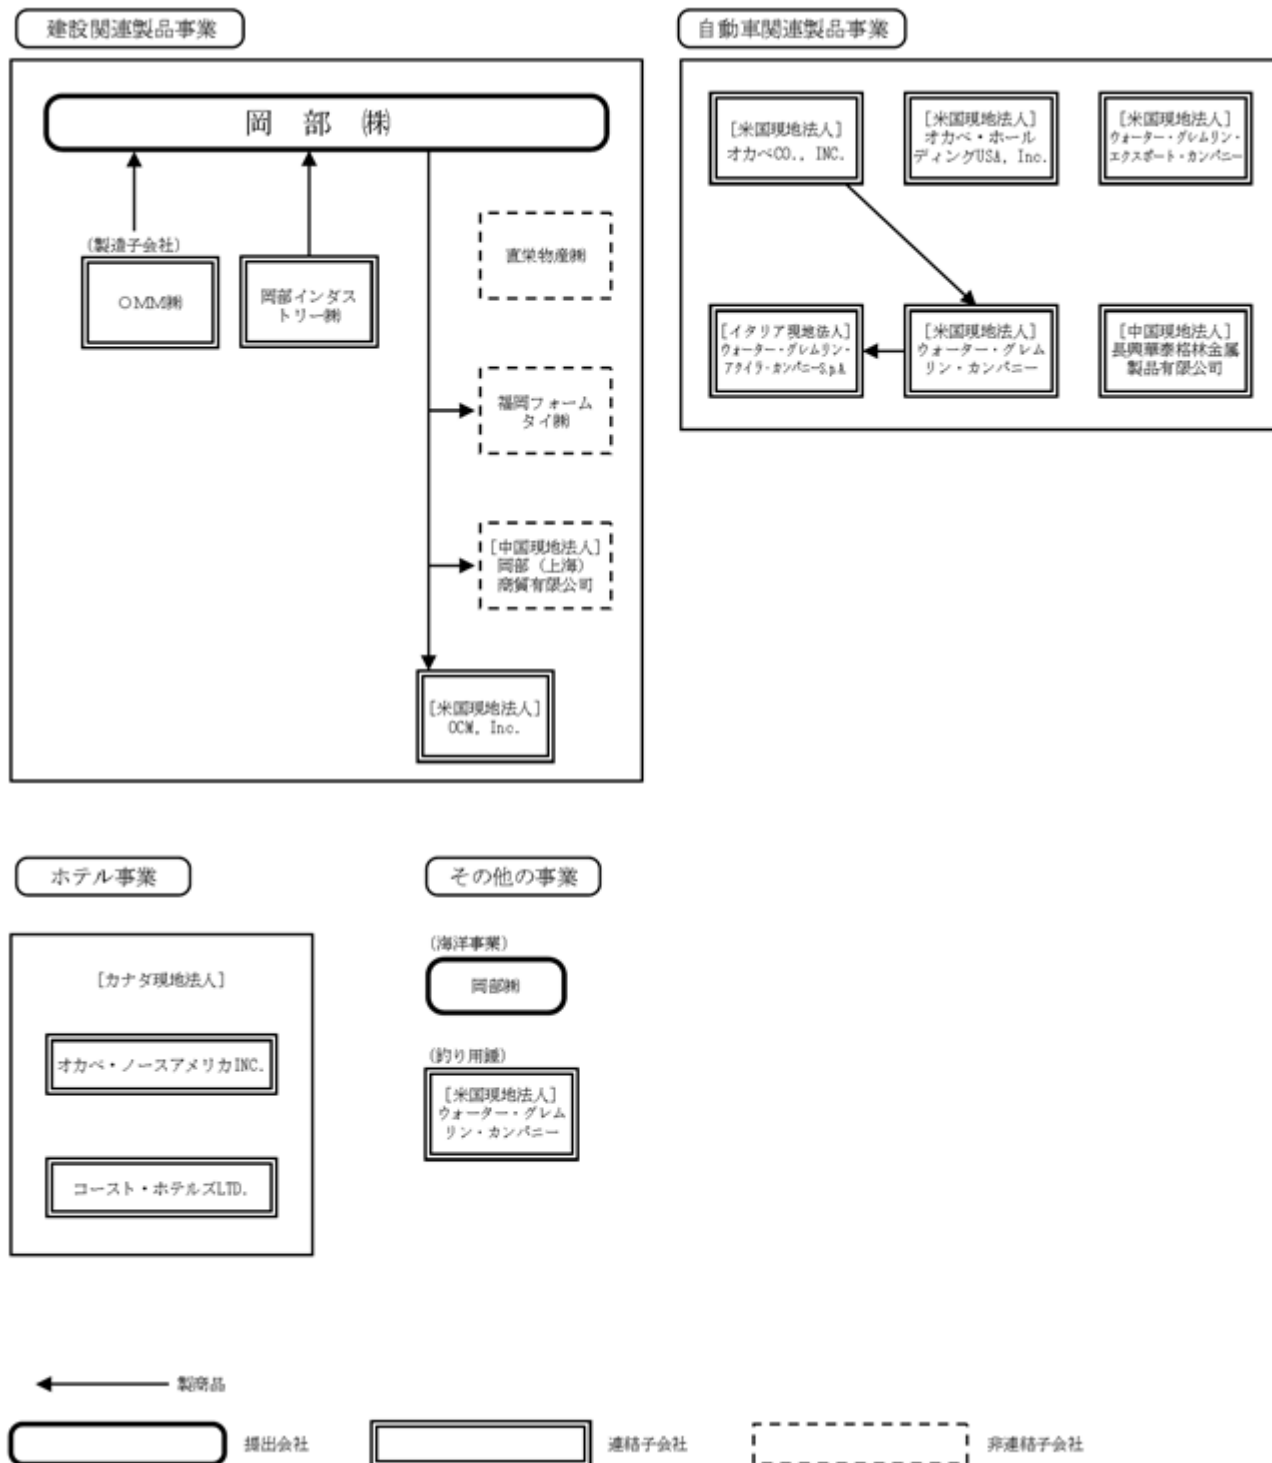 建設関連製品事業
岡 部 ㈱
(製造子会社)
OMM㈱
岡部インダス
トリー㈱
直栄物産㈱
福岡フォーム
タイ㈱
[中国現地法人]
岡部(上海)
商貿有限公司
[米国現地法人]
OCM, Inc.
自動車関連製品事業
[米国現地法人]
オカベCO., INC.
[米国現地法人]
オカベ・ホール
ディングUSA, Inc.
[米国現地法人]
ウォーター・グレムリン・
エクスポート・カンパニー
[イタリア現地法人]
ウォーター・グレムリン・
アクイラ・カンパニーS.p.A.
[米国現地法人]
ウォーター・グレム
リン・カンパニー
[中国現地法人]
長興華泰格林金属
製品有限公司
ホテル事業
[カナダ現地法人]
オカベ・ノースアメリカINC.
コースト・ホテルズLTD.
その他の事業
(海洋事業)
岡部㈱
(釣り用錘)
[米国現地法人]
ウォーター・グレム
リン・カンパニー
製商品
提出会社
連結子会社
非連結子会社